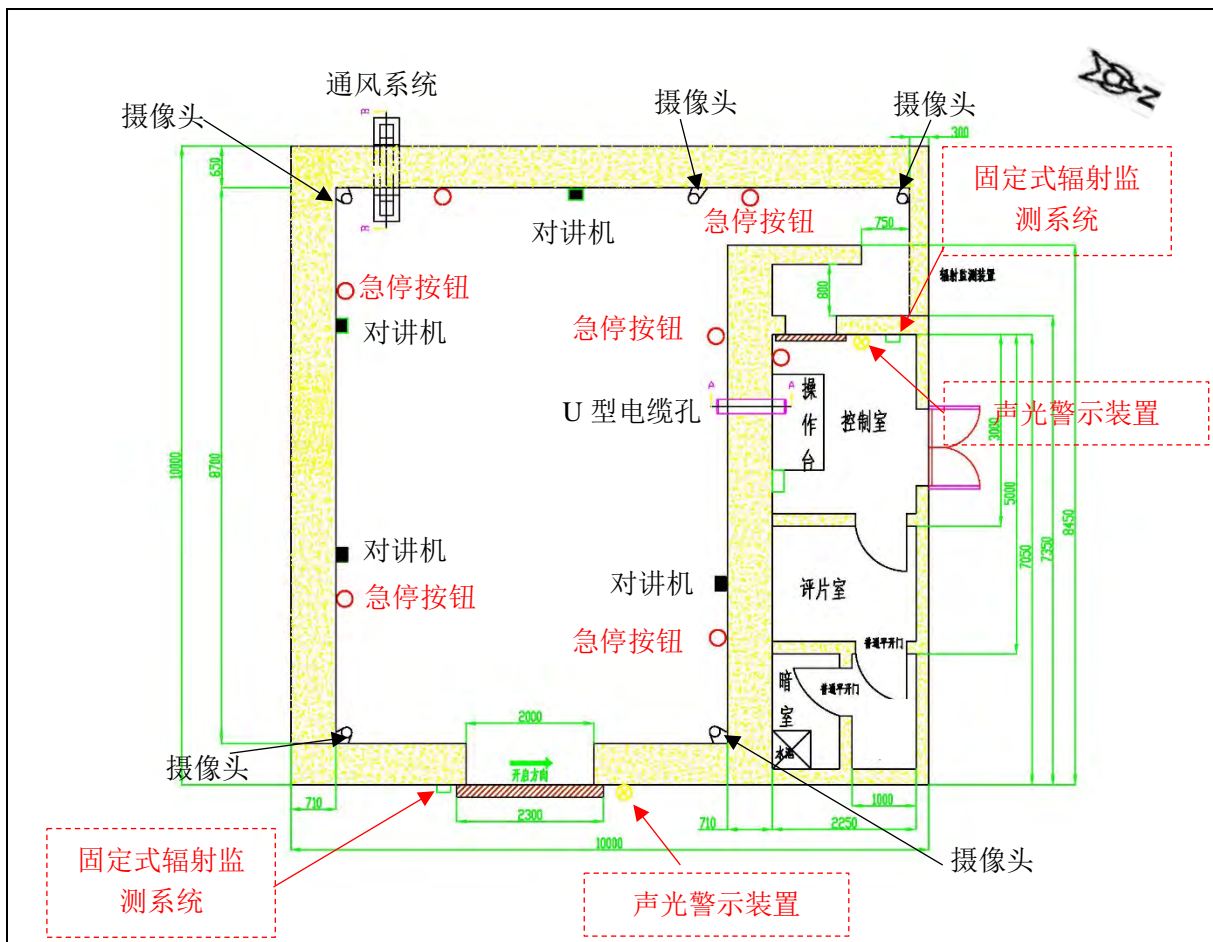 通风系统
摄像头
摄像头
摄像头
N
B
300
固定式辐射监
测系统
650
急停按钮
对讲机
B
750
辐射监测装置
急停按钮
对讲机
急停按钮
800
U 型电缆孔
A
A
操作台
控制室
声光警示装置
3000
5000
7050
7350
8450
10000
8700
对讲机
急停按钮
对讲机
急停按钮
评片室
普通平开门
暗室
普通平开门
水池
2000
开启方向
摄像头
710
2300
710
1000
2250
10000
摄像头
固定式辐射监
测系统
声光警示装置